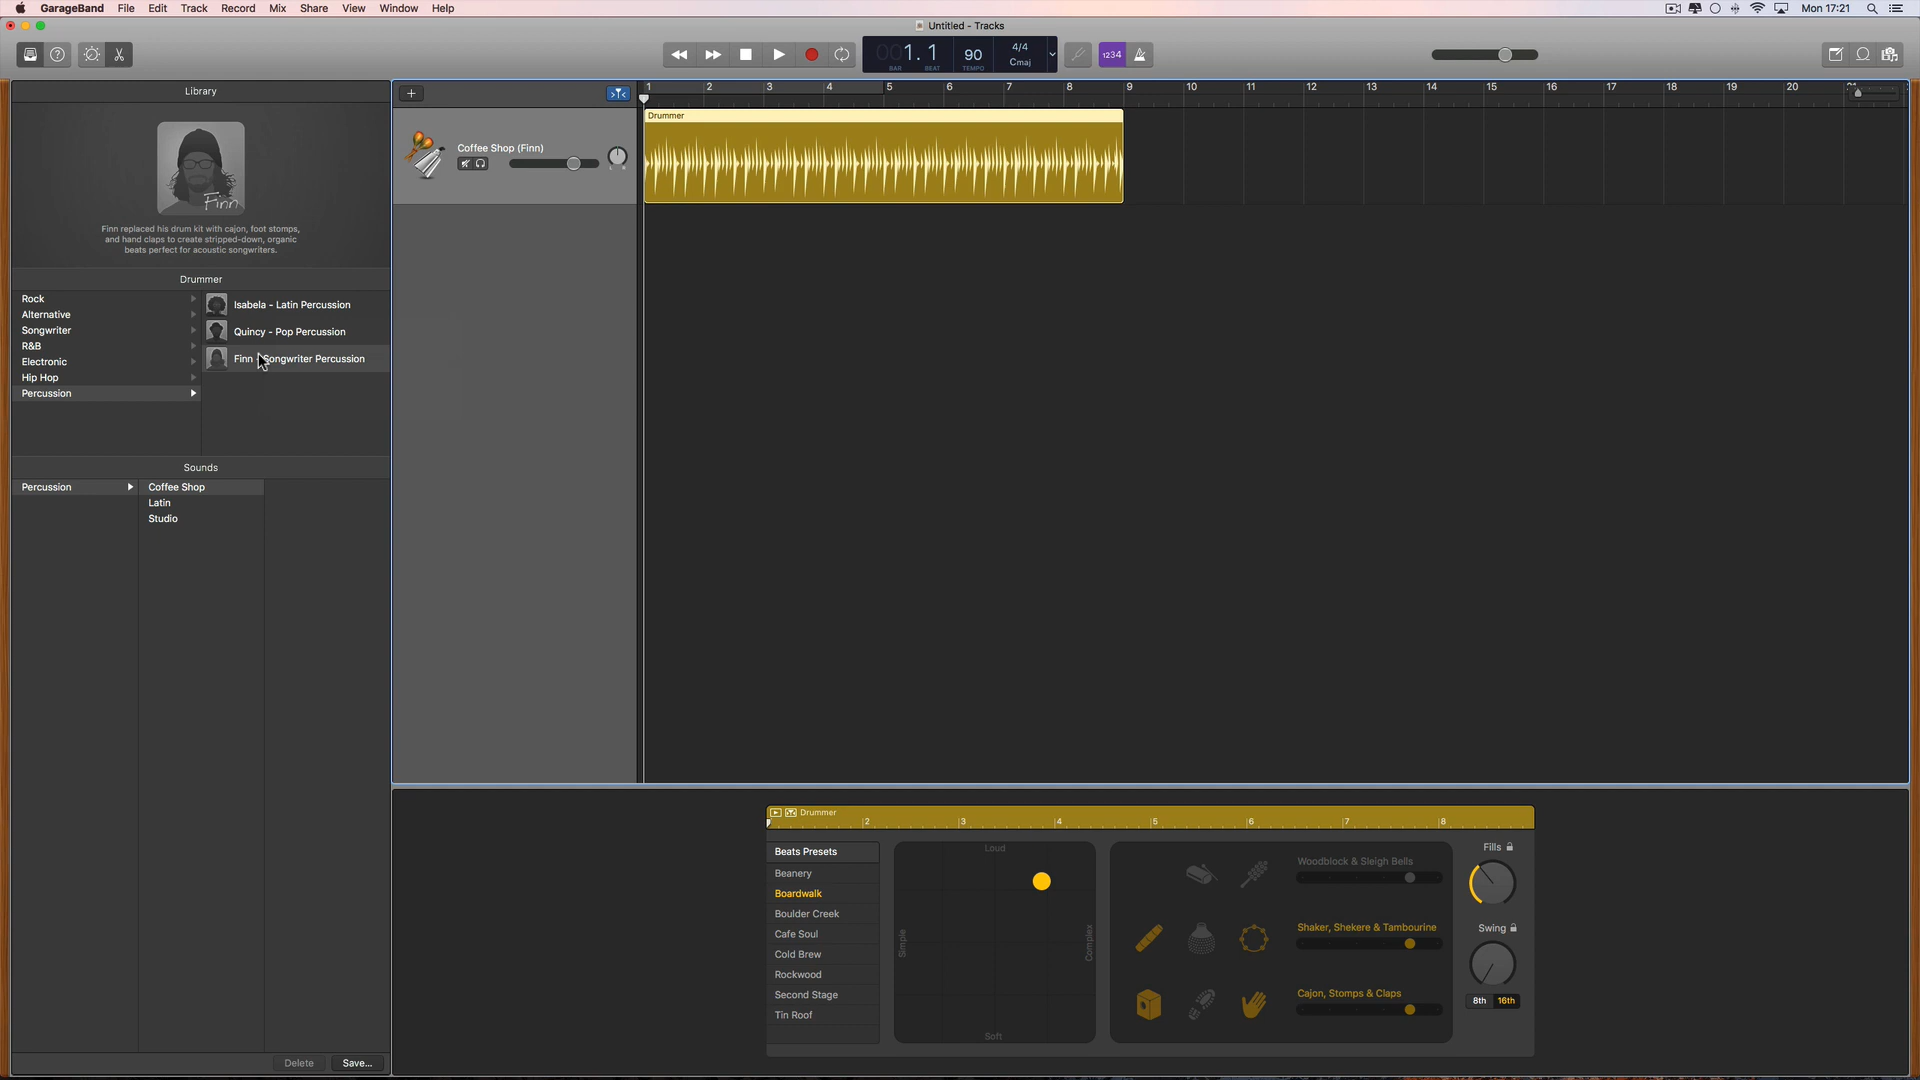 GarageBand File Edit Track Record Mix Share View Window Help
Mon 17:21
Untitled - Tracks
1.1
BAR BEAT
90
TEMPO
4/4
Cmaj
1234
Library
Finn
Finn replaced his drum kit with cajon, foot stomps,
and hand claps to create stripped-down, organic
beats perfect for acoustic songwriters.
Drummer
Rock
Alternative
Songwriter
R&B
Electronic
Hip Hop
Percussion
Isabela - Latin Percussion
Quincy - Pop Percussion
Finn - Songwriter Percussion
Sounds
Percussion
Coffee Shop
Latin
Studio
Delete
Save...
1 2 3 4 5 6 7 8 9 10 11 12 13 14 15 16 17 18 19 20
Coffee Shop (Finn)
Drummer
Drummer
2 3 4 5 6 7 8
Beats Presets
Beanery
Boardwalk
Boulder Creek
Cafe Soul
Cold Brew
Rockwood
Second Stage
Tin Roof
Loud
Simple
Complex
Soft
Woodblock & Sleigh Bells
Shaker, Shekere & Tambourine
Cajon, Stomps & Claps
Fills
Swing
8th 16th